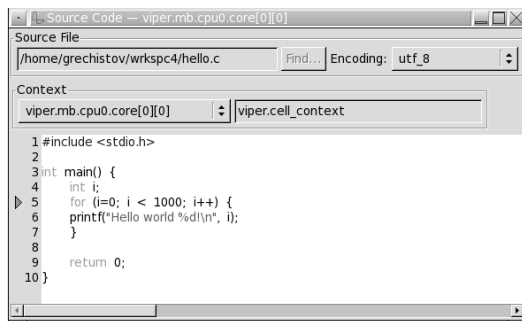 Source Code — viper.mb.cpu0.core[0][0]
Source File
/home/grechistov/wrkspc4/hello.c Find... Encoding: utf_8
Context
viper.mb.cpu0.core[0][0] viper.cell_context
1 #include <stdio.h>
2
3 int main() {
4 int i;
5 for (i=0; i < 1000; i++) {
6 printf("Hello world %d!\n", i);
7 }
8
9 return 0;
10 }